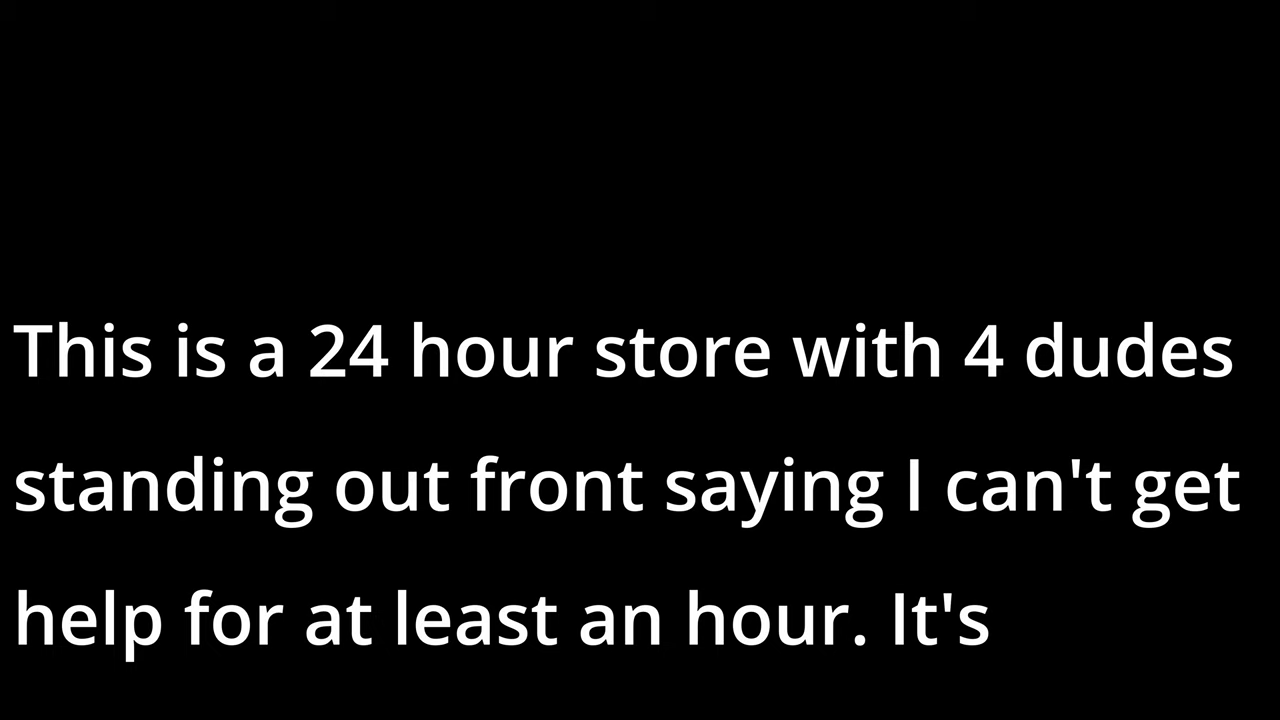 This is a 24 hour store with 4 dudes
standing out front saying I can't get
help for at least an hour. It's